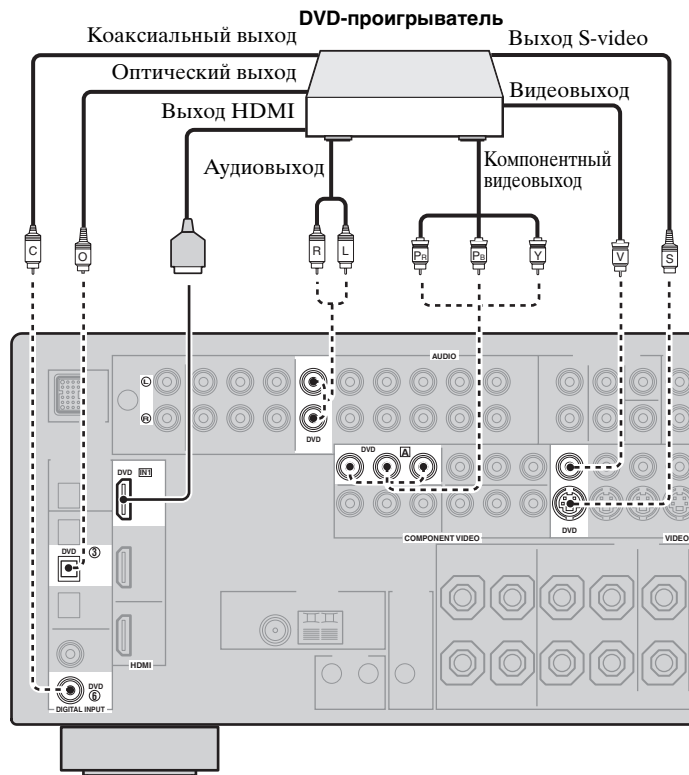 DVD-проигрыватель
Коаксиальный выход
Выход S-video
Оптический выход
Видеовыход
Выход HDMI
Аудиовыход
Компонентный
видеовыход
C
O
R
L
PR
PB
Y
V
S
AUDIO
L
R
DVD
DVD
A
DVD
IN1
DVD
COMPONENT VIDEO
VIDEO
DVD
③
HDMI
DVD
⑥
DIGITAL INPUT